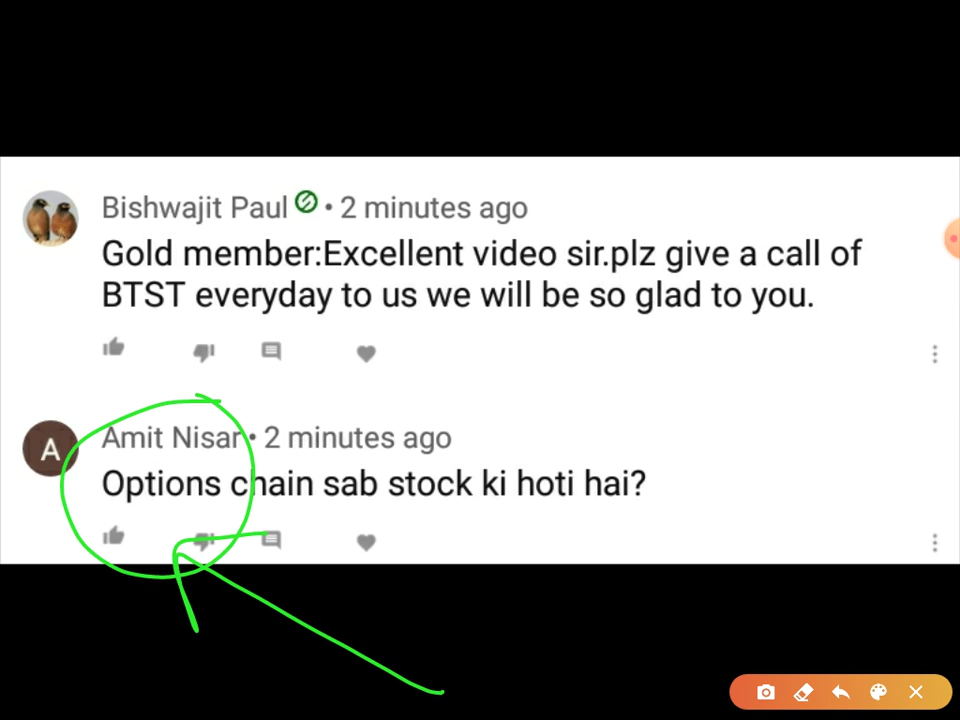 Bishwajit Paul • 2 minutes ago
Gold member:Excellent video sir.plz give a call of
BTST everyday to us we will be so glad to you.
A
Amit Nisar • 2 minutes ago
Options chain sab stock ki hoti hai?